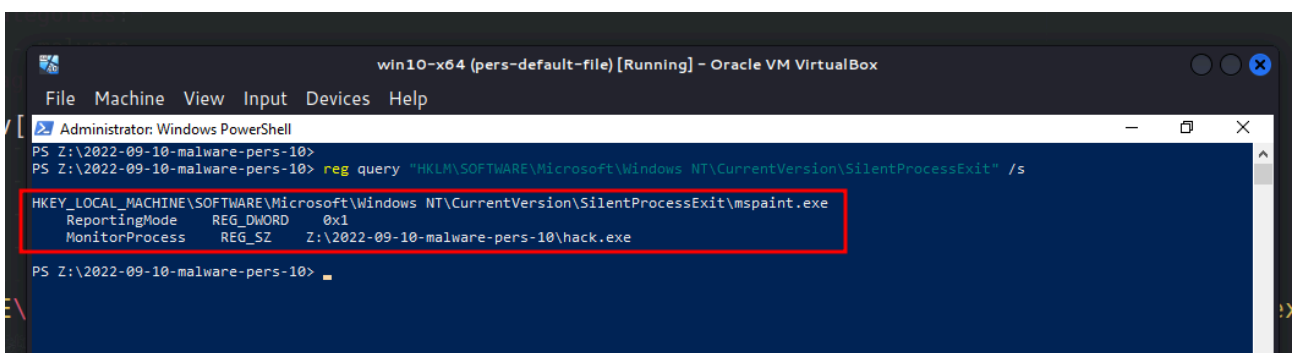 win10-x64 (pers-default-file) [Running] - Oracle VM VirtualBox
File Machine View Input Devices Help
Administrator: Windows PowerShell
PS Z:\2022-09-10-malware-pers-10>
PS Z:\2022-09-10-malware-pers-10> reg query "HKLM\SOFTWARE\Microsoft\Windows NT\CurrentVersion\SilentProcessExit" /s
HKEY_LOCAL_MACHINE\SOFTWARE\Microsoft\Windows NT\CurrentVersion\SilentProcessExit\mspaint.exe
ReportingMode REG_DWORD 0x1
MonitorProcess REG_SZ Z:\2022-09-10-malware-pers-10\hack.exe
PS Z:\2022-09-10-malware-pers-10>